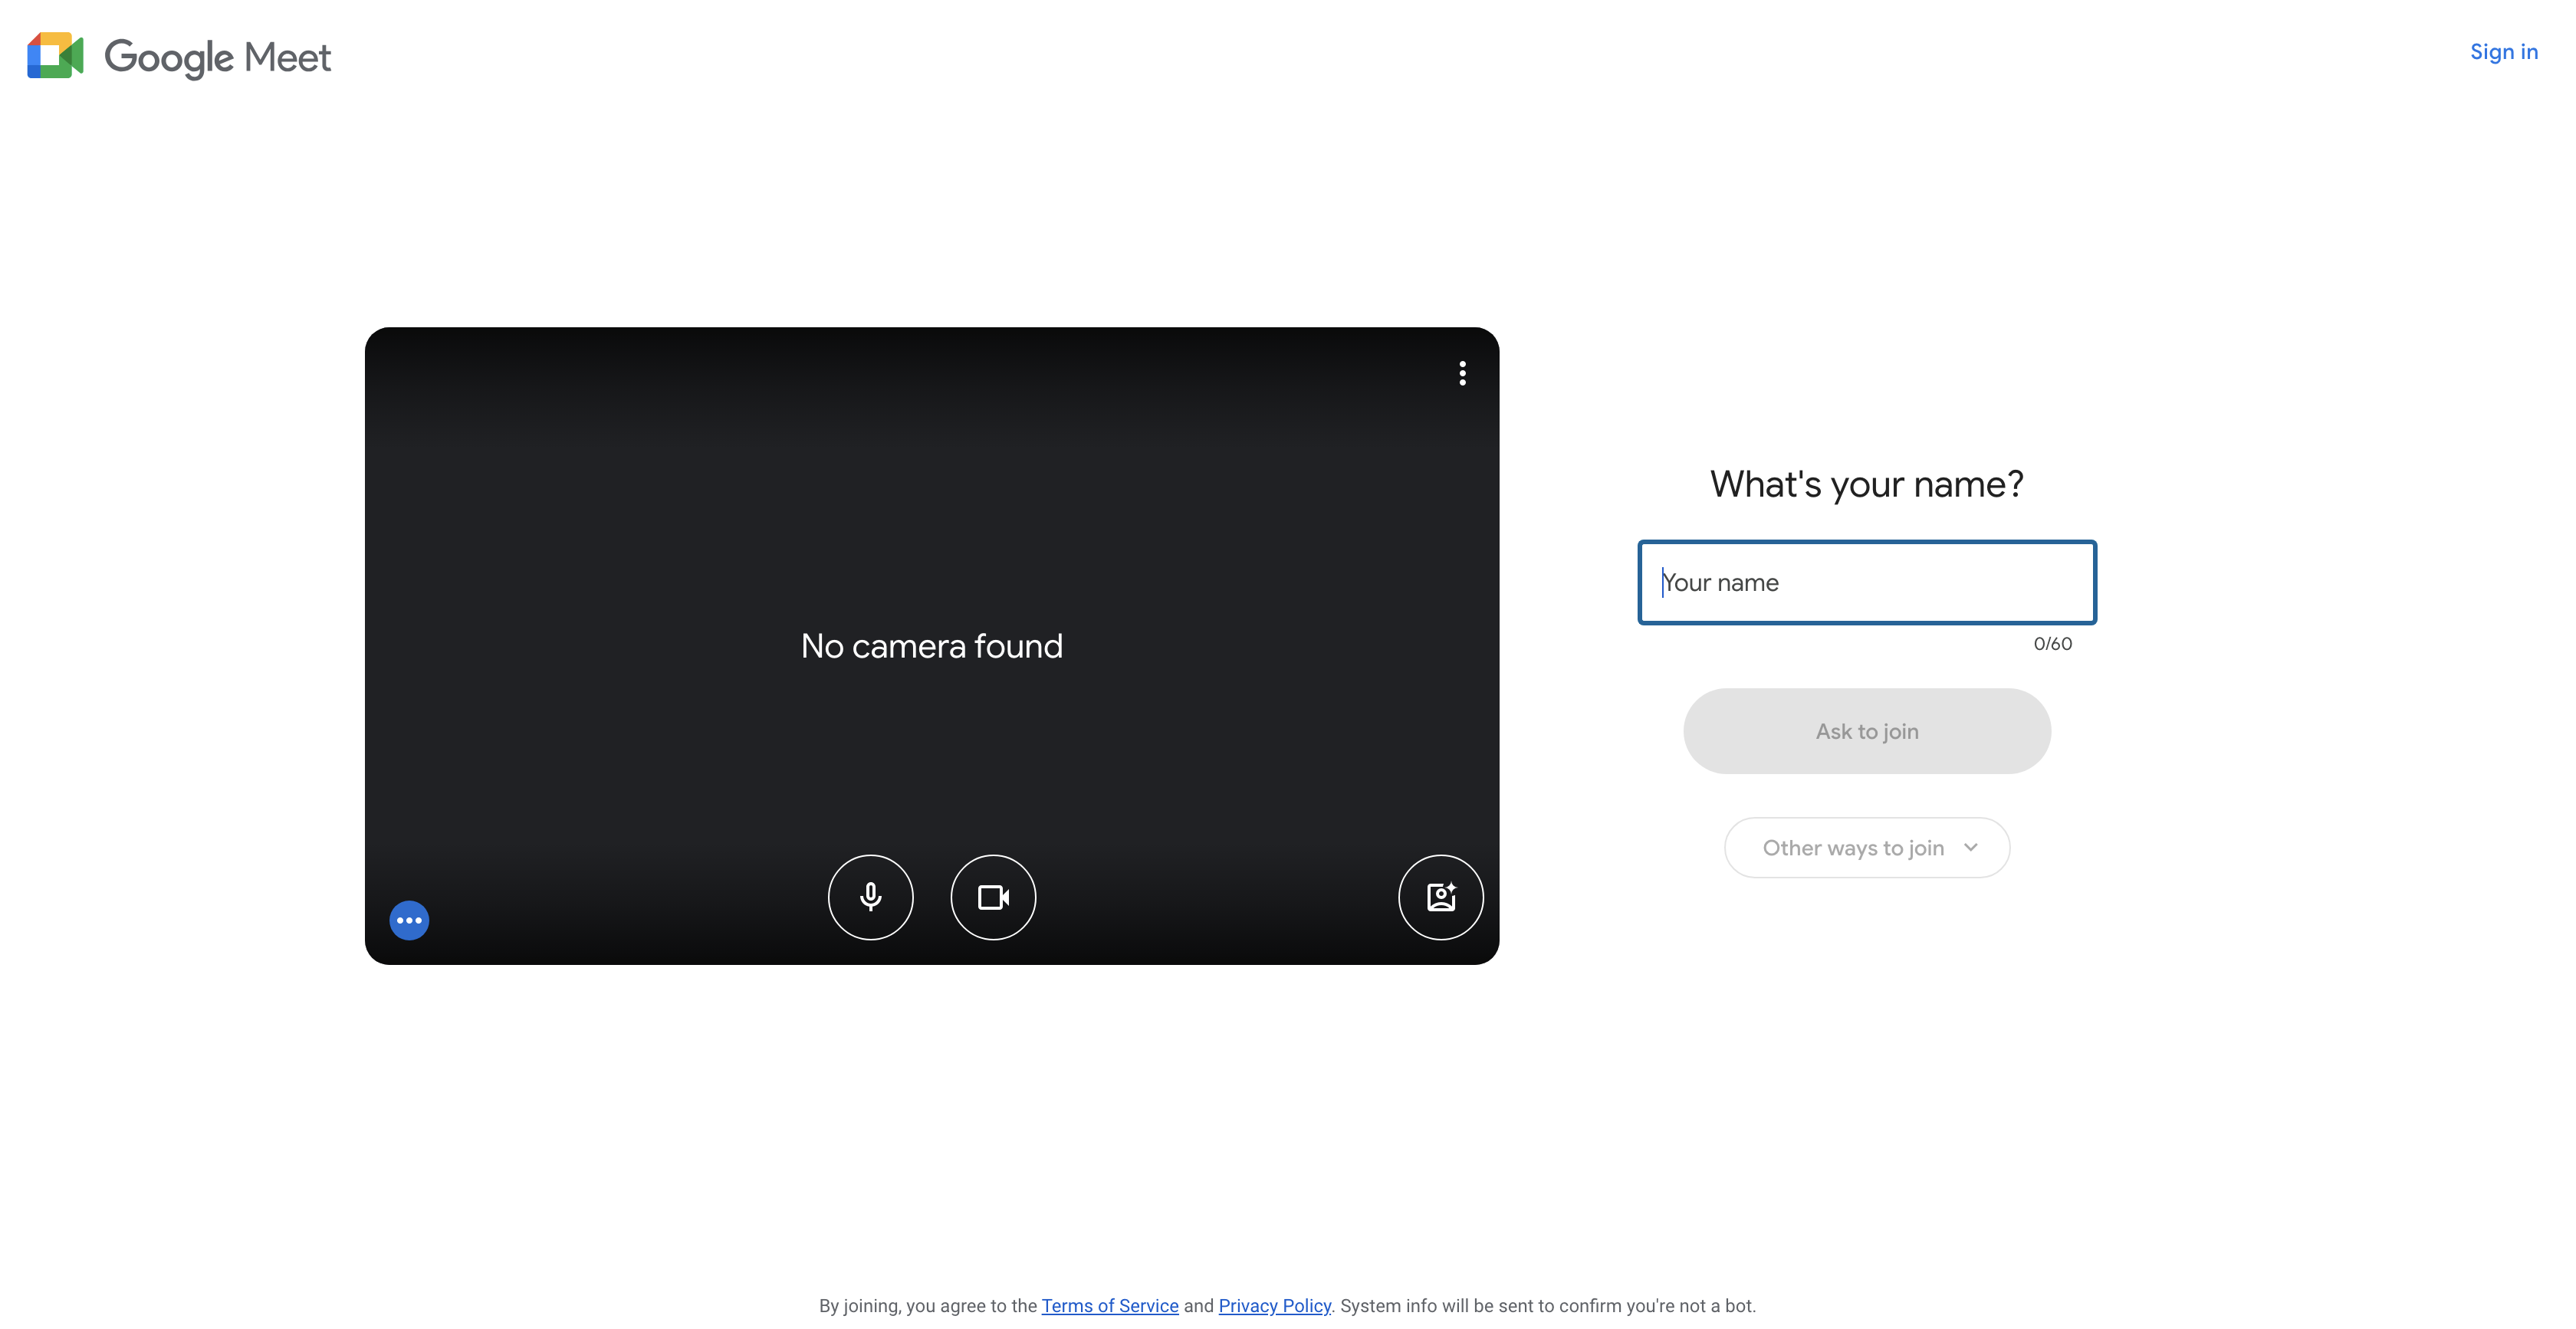 Google Meet
Sign in
No camera found
What's your name?
Your name
0/60
Ask to join
Other ways to join
By joining, you agree to the Terms of Service and Privacy Policy. System info will be sent to confirm you're not a bot.